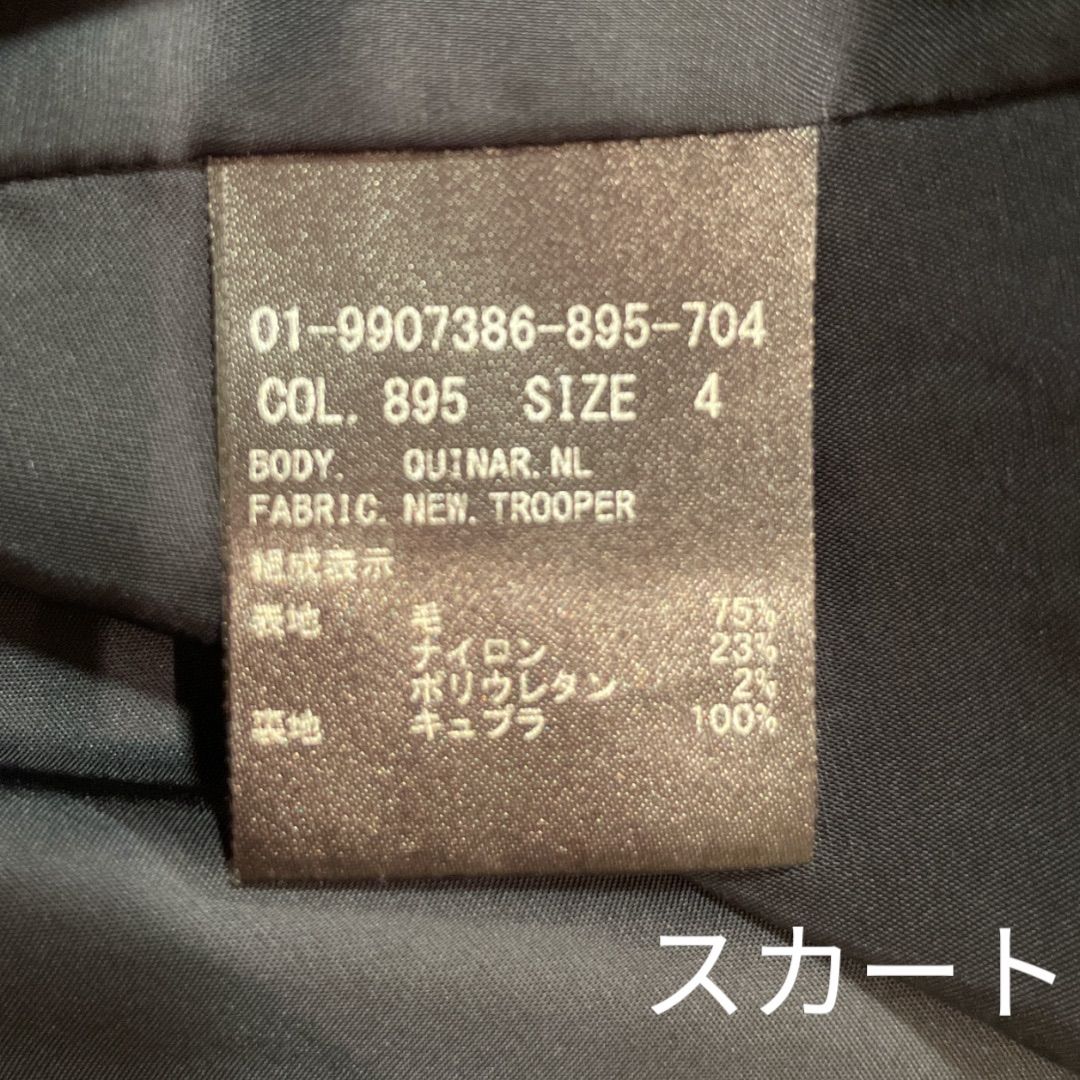 01-9907386-895-704
COL. 895 SIZE 4
BODY. QUINAR.NL
FABRIC. NEW.TROOPER
組成表示
表地 毛 75%
ナイロン 23%
ポリウレタン 2%
裏地 キュプラ 100%
スカート